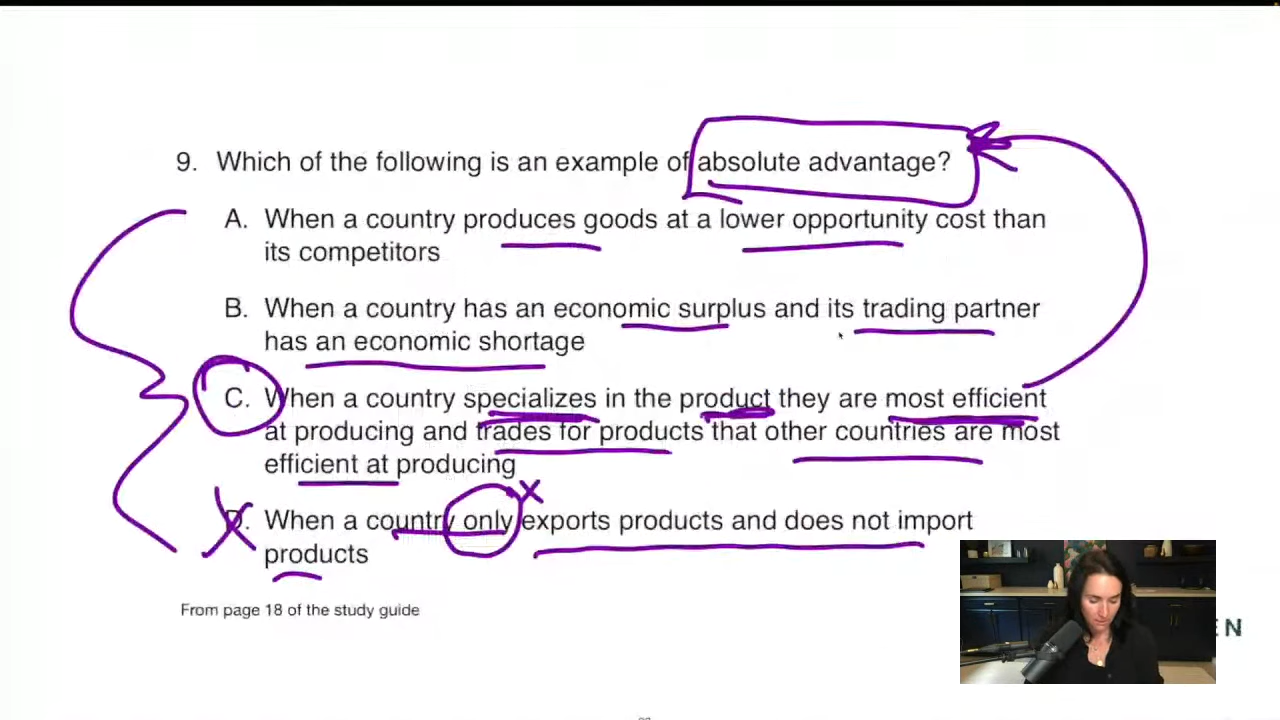 9. Which of the following is an example of absolute advantage?
A. When a country produces goods at a lower opportunity cost than
its competitors
B. When a country has an economic surplus and its trading partner
has an economic shortage
C. When a country specializes in the product they are most efficient
at producing and trades for products that other countries are most
efficient at producing
D. When a country only exports products and does not import
products
From page 18 of the study guide
EN